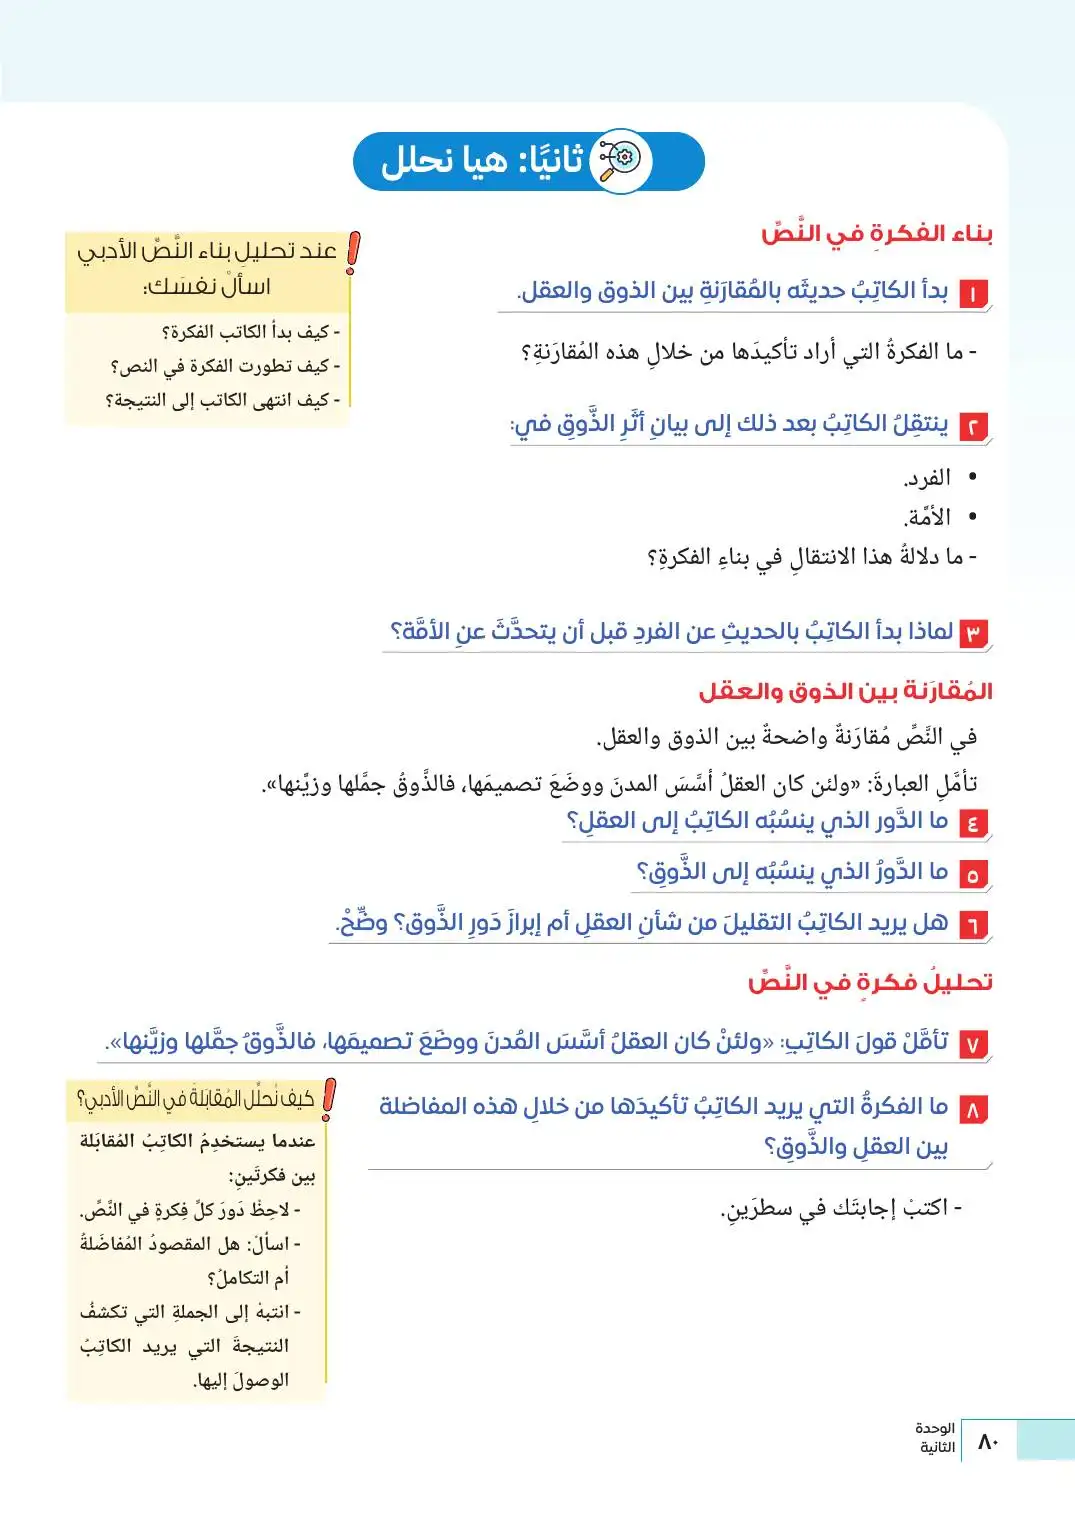 ثانيًا: هيا نحلل
بناء الفكرةِ في النَّصِّ
١ بدأ الكاتِبُ حديثَه بالمُقارَنةِ بين الذوق والعقل.
- ما الفكرةُ التي أراد تأكيدَها من خلالِ هذه المُقارَنةِ؟
عند تحليلِ بناء النَّصِّ الأدبي
اسألْ نفسَك:
- كيف بدأ الكاتب الفكرة؟
- كيف تطورت الفكرة في النص؟
- كيف انتهى الكاتب إلى النتيجة؟
٢ ينتقِلُ الكاتِبُ بعد ذلك إلى بيانِ أثَرِ الذَّوقِ في:
• الفرد.
• الأمَّة.
- ما دلالةُ هذا الانتقالِ في بناءِ الفكرةِ؟
٣ لماذا بدأ الكاتِبُ بالحديثِ عن الفردِ قبل أن يتحدَّثَ عنِ الأمَّة؟
المُقارَنة بين الذوق والعقل
في النَّصِّ مُقارَنةٌ واضحةٌ بين الذوق والعقل.
تأمَّلِ العبارةَ: «ولئن كان العقلُ أسَّسَ المدنَ ووضَعَ تصميمَها، فالذَّوقُ جمَّلها وزيَّنها».
٤ ما الدَّور الذي ينسُبُه الكاتِبُ إلى العقلِ؟
٥ ما الدَّورُ الذي ينسُبُه إلى الذَّوقِ؟
٦ هل يريد الكاتِبُ التقليلَ من شأنِ العقلِ أم إبرازَ دَورِ الذَّوق؟ وضِّحْ.
تحليلُ فكرةٍ في النَّصِّ
٧ تأمَّلْ قولَ الكاتِبِ: «ولئنْ كان العقلُ أسَّسَ المُدنَ ووضَعَ تصميمَها، فالذَّوقُ جمَّلها وزيَّنها».
٨ ما الفكرةُ التي يريد الكاتِبُ تأكيدَها من خلالِ هذه المفاضلة
بين العقلِ والذَّوقِ؟
- اكتبْ إجابتَك في سطرَينِ.
كيف نُحلِّل المُقابَلةَ في النَّصِّ الأدبي؟
عندما يستخدِمُ الكاتِبُ المُقابَلة
بين فكرتَينِ:
- لاحِظْ دَورَ كلِّ فِكرةٍ في النَّصِّ.
- اسألْ: هل المقصودُ المُفاضَلةُ
أم التكاملُ؟
- انتبهْ إلى الجملةِ التي تكشفُ
النتيجةَ التي يريد الكاتِبُ
الوصولَ إليها.
الوحدة
الثانية
٨٠